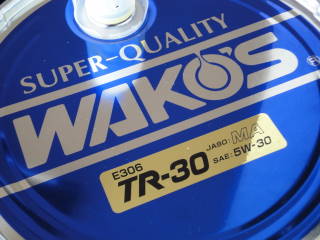 SUPER-QUALITY
WAKO'S
E306
TR-30
JASO: MA
SAE: 5W-30